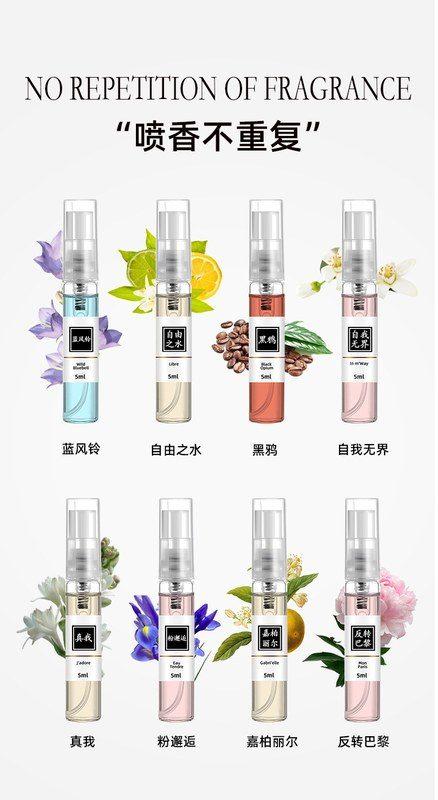 NO REPETITION OF FRAGRANCE
“喷香不重复”
蓝风铃
Wild
Bluebell
5ml
自由
之水
Libre
5ml
黑鸦
Black
Opium
5ml
自我
无界
In m'Way
5ml
蓝风铃
自由之水
黑鸦
自我无界
真我
J'adore
5ml
粉邂逅
Eau
Tendre
5ml
嘉柏
丽尔
Gabri'elle
5ml
反转
巴黎
Mon
Paris
5ml
真我
粉邂逅
嘉柏丽尔
反转巴黎